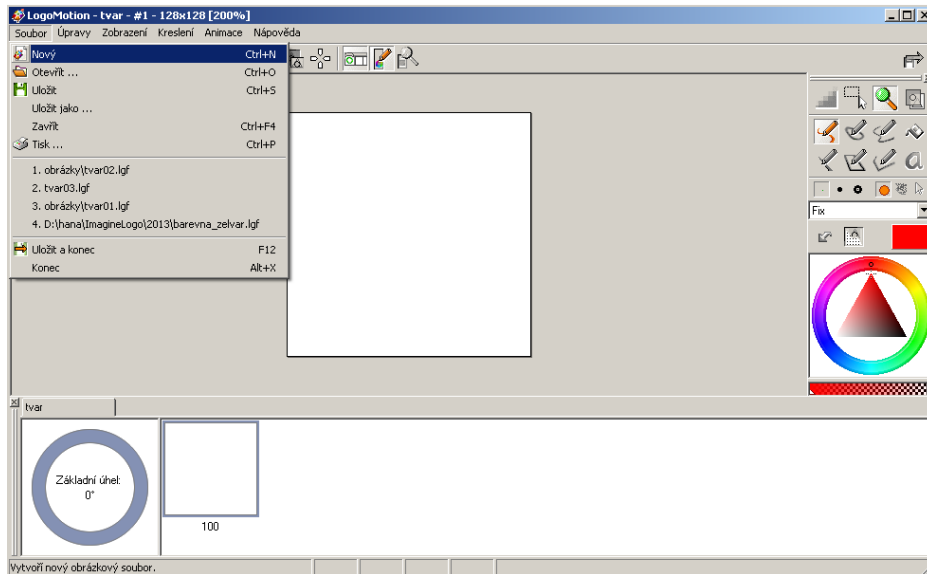 LogoMotion - tvar - #1 - 128x128 [200%]
Soubor Úpravy Zobrazení Kreslení Animace Nápověda
Nový Ctrl+N
Otevřít ... Ctrl+O
Uložit Ctrl+S
Uložit jako ...
Zavřít Ctrl+F4
Tisk ... Ctrl+P
1. obrázky\tvar02.lgf
2. tvar03.lgf
3. obrázky\tvar01.lgf
4. D:\hana\ImagineLogo\2013\barevna_zelvar.lgf
Uložit a konec F12
Konec Alt+X
Fix
tvar
Základní úhel:
0°
100
Vytvoří nový obrázkový soubor.